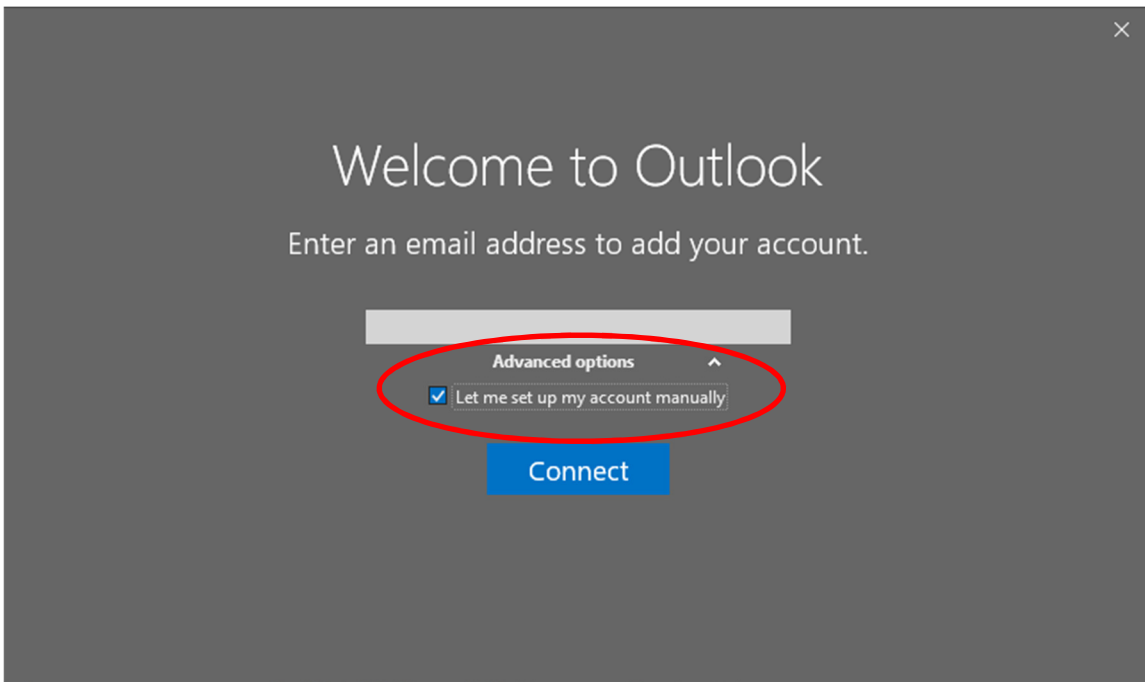 Welcome to Outlook
Enter an email address to add your account.
Advanced options
Let me set up my account manually
Connect